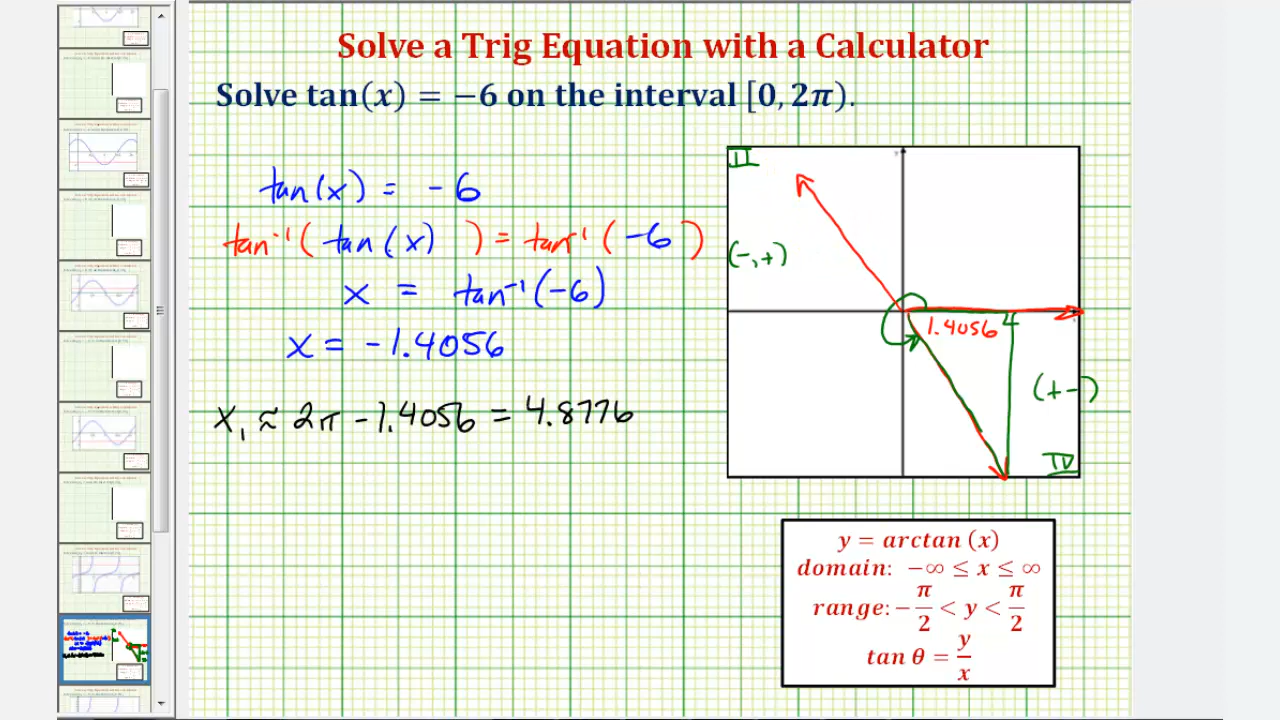 Solve a Trig Equation with a Calculator
Solve tan(x) = −6 on the interval [0, 2π).
tan(x) = -6
tan⁻¹( tan(x) ) = tan⁻¹( -6 )
x = tan⁻¹(-6)
x = -1.4056
x₁ ≈ 2π - 1.4056 = 4.8776
II
(-,+)
1.4056
(+ -)
IV
y = arctan (x)
domain: −∞ ≤ x ≤ ∞
range: −π/2 < y < π/2
tan θ = y/x